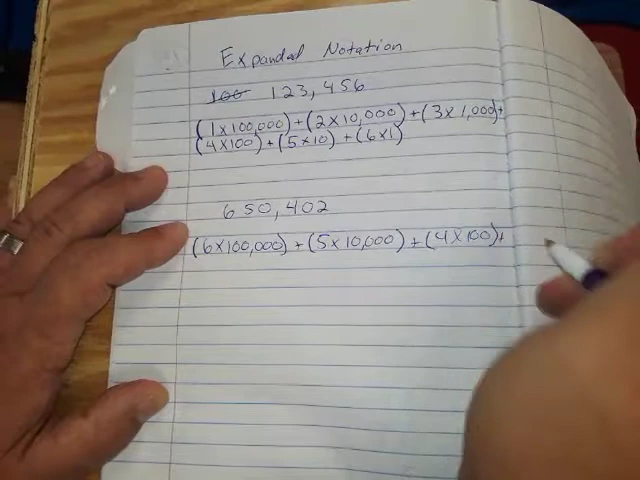 Expanded Notation
100 123,456
(1x100,000)+(2x10,000)+(3x1,000)+
(4x100)+(5x10)+(6x1)
650,402
(6x100,000)+(5x10,000)+(4x100)+